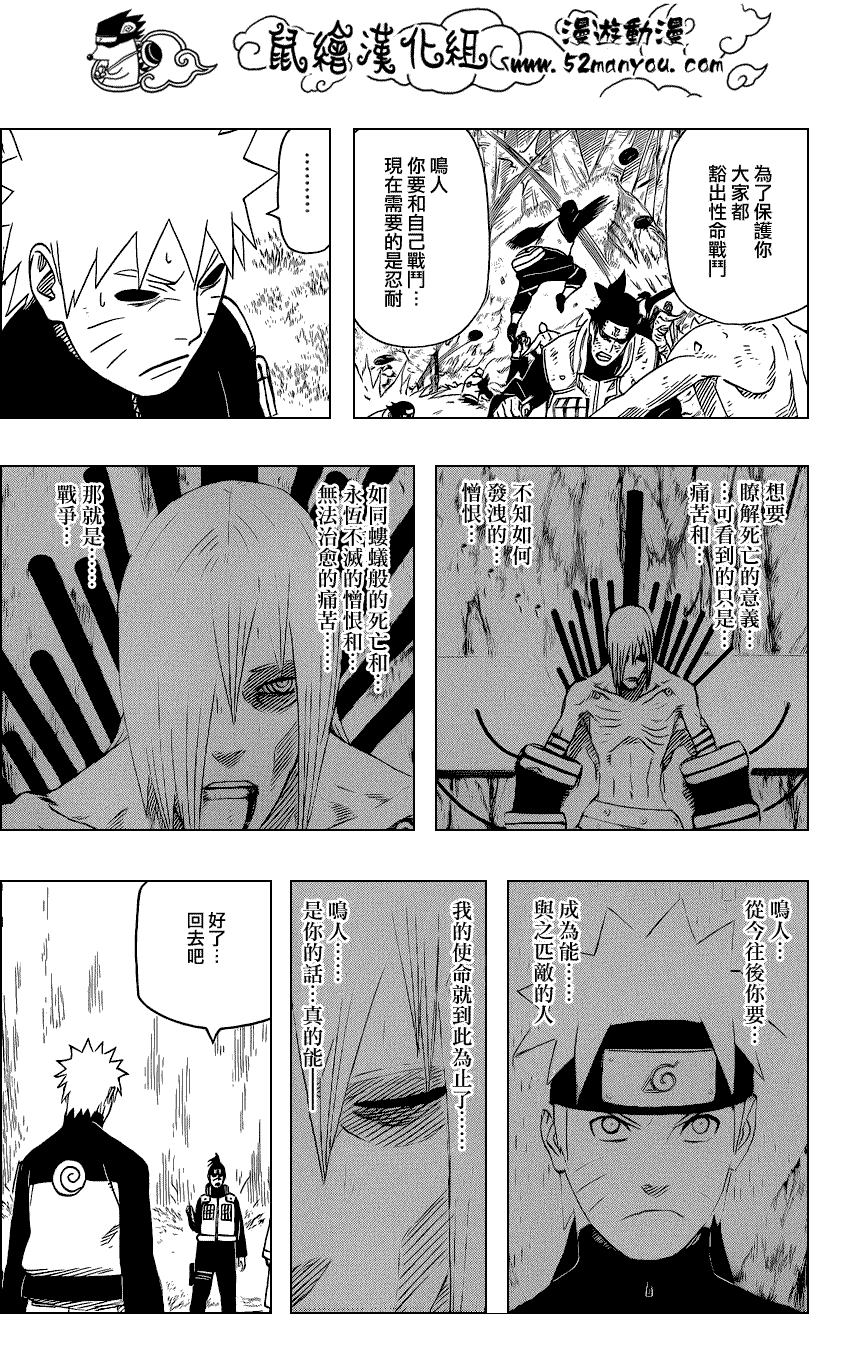 鼠繪漢化組
漫遊動漫
www.52manyou.com
為了保護你
大家都
豁出性命戰鬥
鳴人
你要和自己戰鬥…
現在需要的是忍耐
………
想要
瞭解死亡的意義…
…可看到的只是…
痛苦和…
不知如何
發洩的…
憎恨…
如同螻蟻般的死亡和…
永恆不滅的憎恨和…
無法治愈的痛苦……
那就是……
戰爭…
鳴人…
從今往後你要…
成為能……
與之匹敵的人
我的使命就到此為止了……
鳴人……
是你的話…真的能——
好了…
回去吧